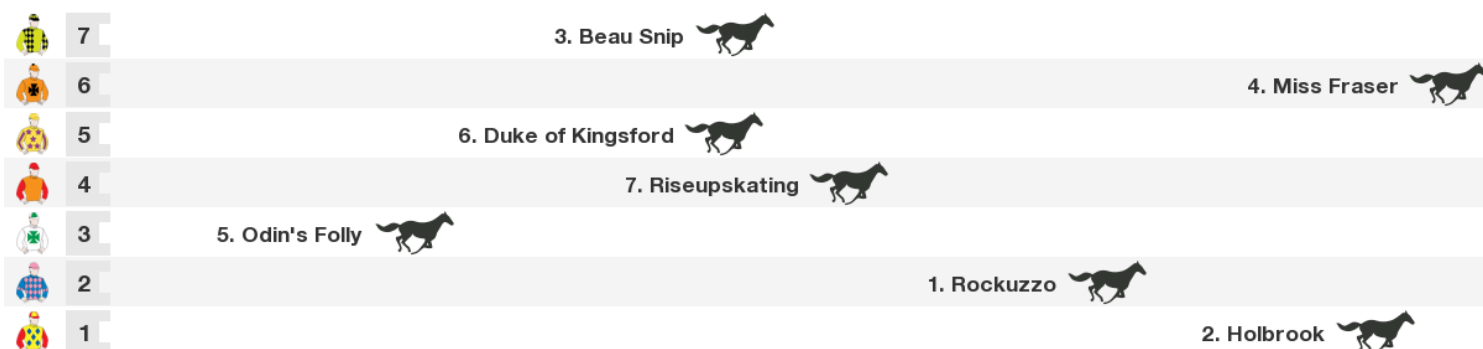 7 3. Beau Snip
6 4. Miss Fraser
5 6. Duke of Kingsford
4 7. Riseupskating
3 5. Odin's Folly
2 1. Rockuzzo
1 2. Holbrook